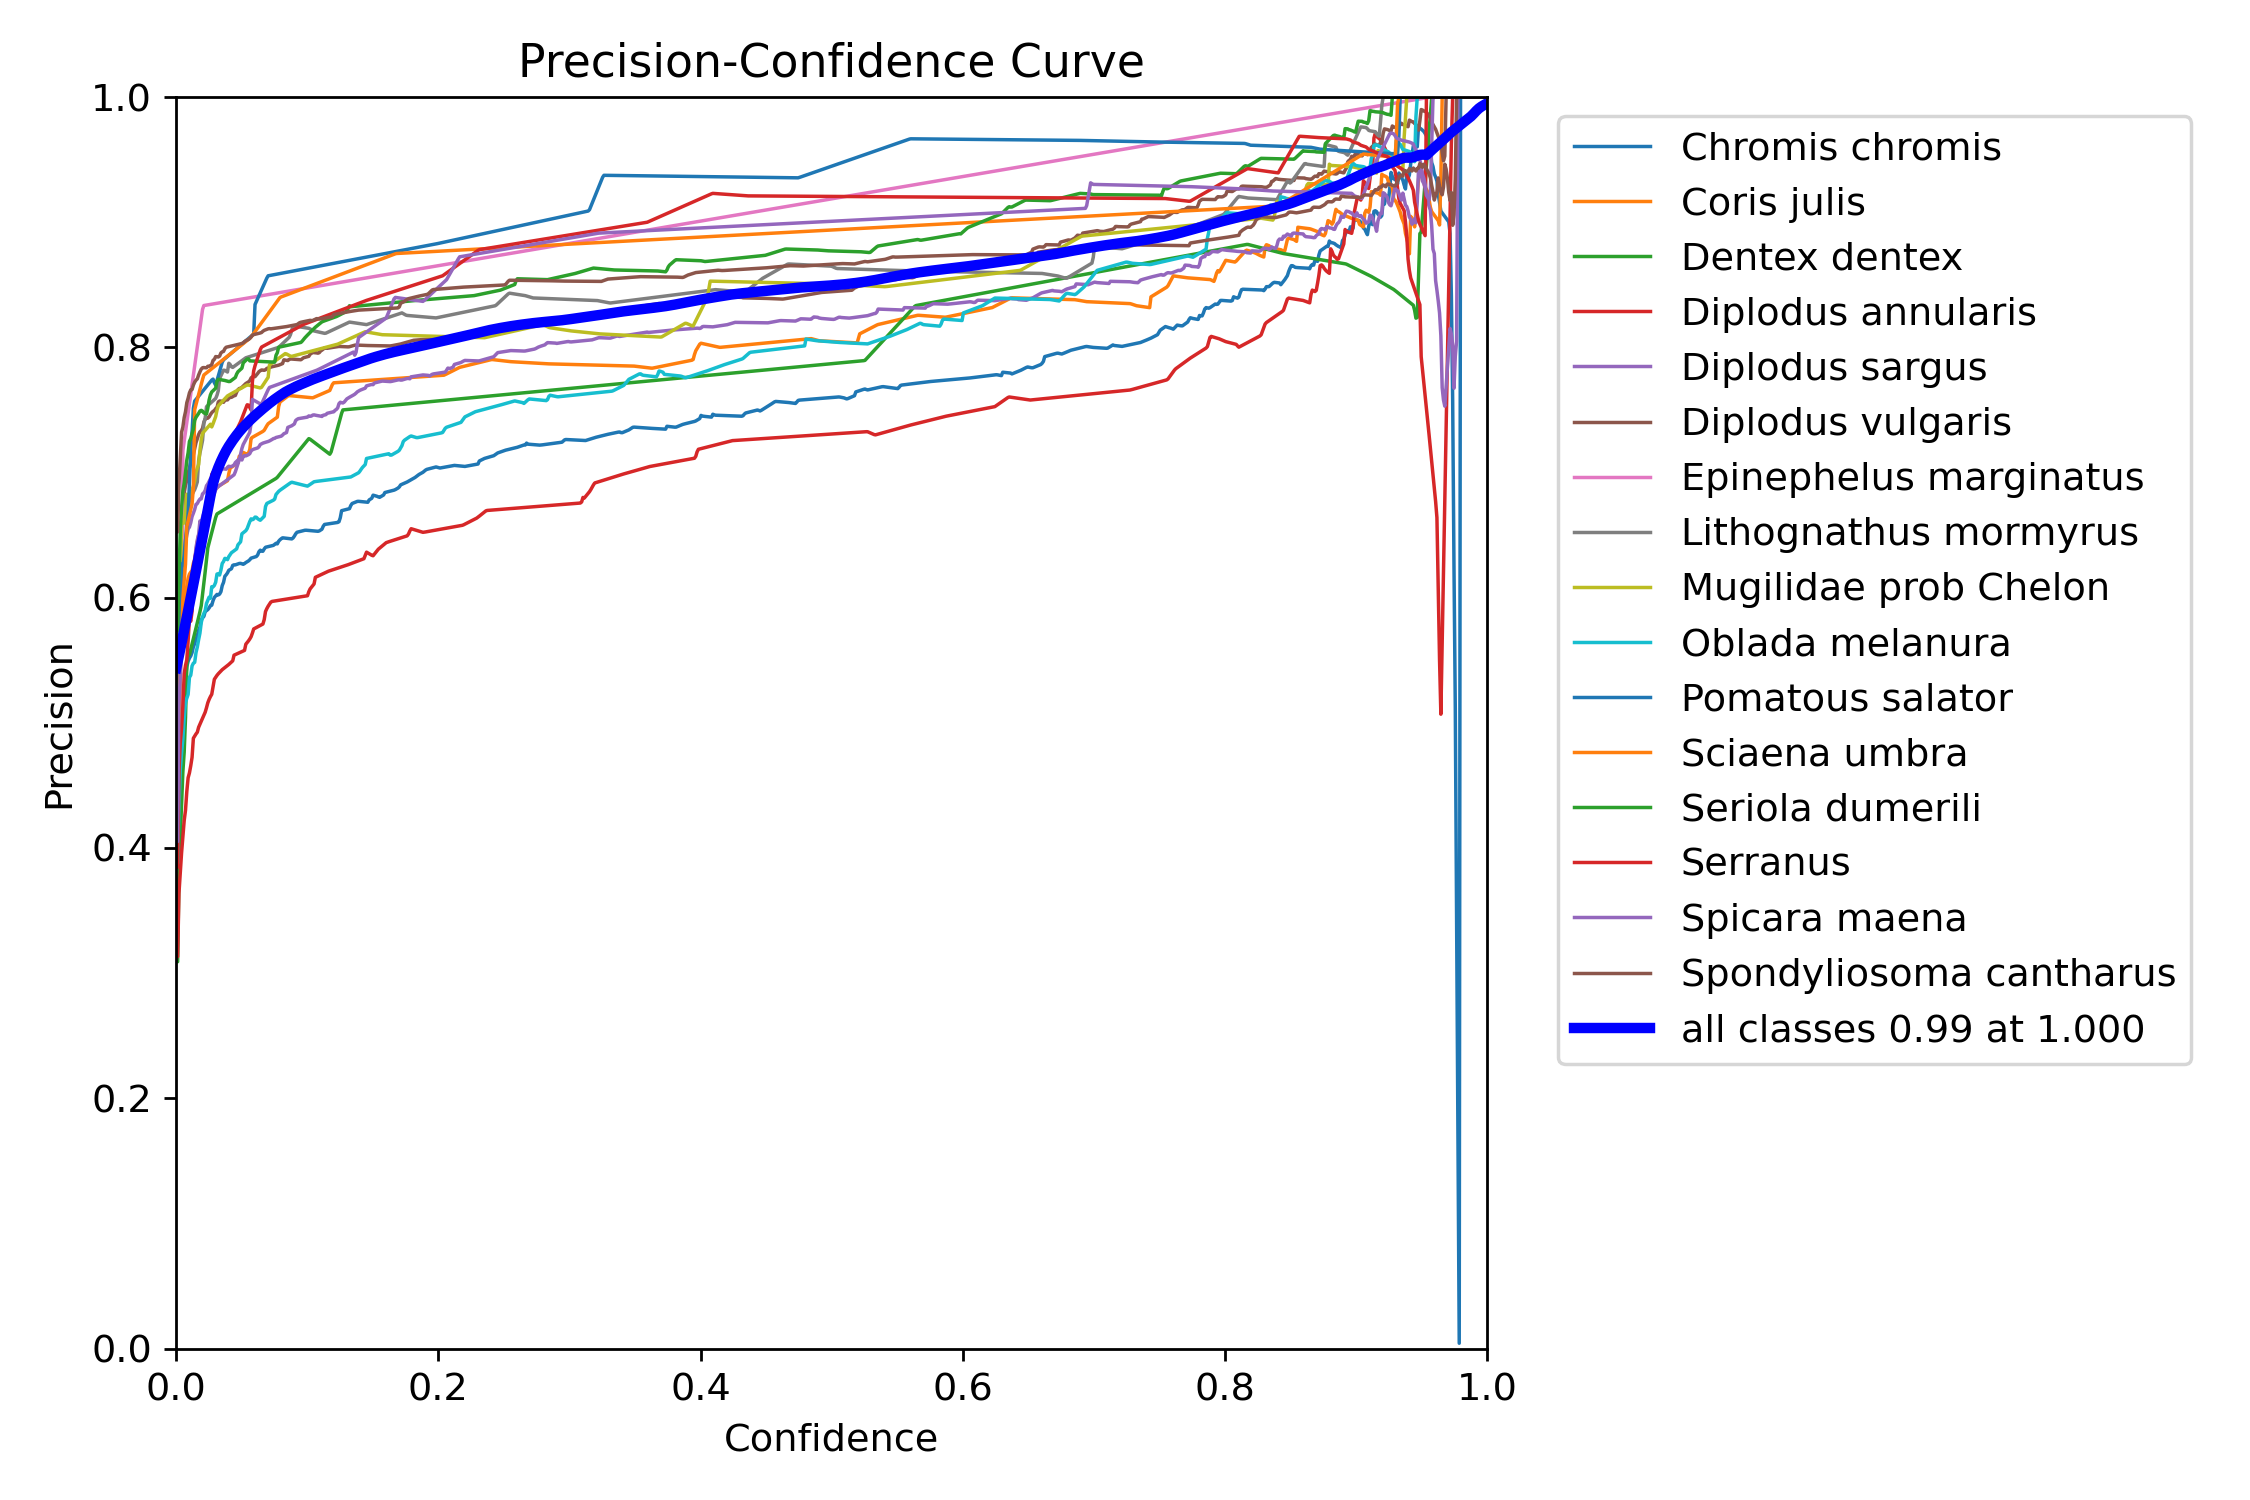 Precision-Confidence Curve
1.0
0.8
0.6
0.4
0.2
0.0
Precision
0.0 0.2 0.4 0.6 0.8 1.0
Confidence
Chromis chromis
Coris julis
Dentex dentex
Diplodus annularis
Diplodus sargus
Diplodus vulgaris
Epinephelus marginatus
Lithognathus mormyrus
Mugilidae prob Chelon
Oblada melanura
Pomatous salator
Sciaena umbra
Seriola dumerili
Serranus
Spicara maena
Spondyliosoma cantharus
all classes 0.99 at 1.000